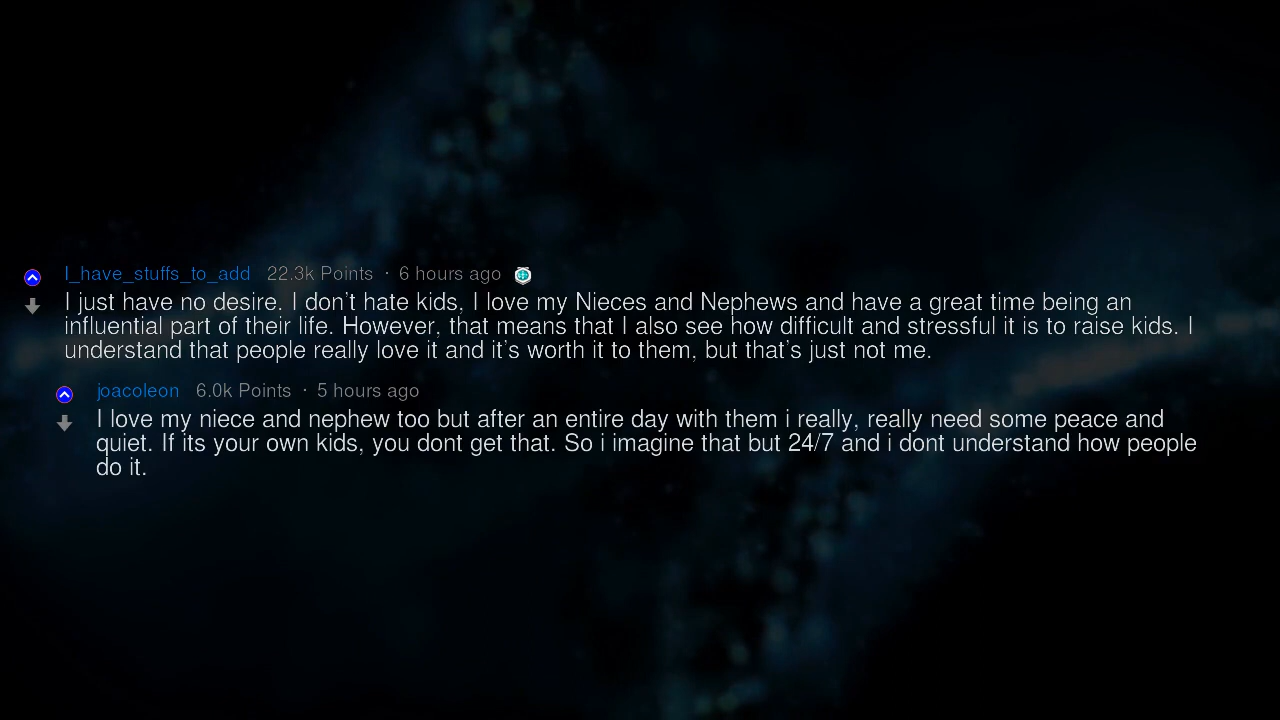 I_have_stuffs_to_add 22.3k Points · 6 hours ago
I just have no desire. I don't hate kids, I love my Nieces and Nephews and have a great time being an
influential part of their life. However, that means that I also see how difficult and stressful it is to raise kids. I
understand that people really love it and it's worth it to them, but that's just not me.
joacoleon 6.0k Points · 5 hours ago
I love my niece and nephew too but after an entire day with them i really, really need some peace and
quiet. If its your own kids, you dont get that. So i imagine that but 24/7 and i dont understand how people
do it.